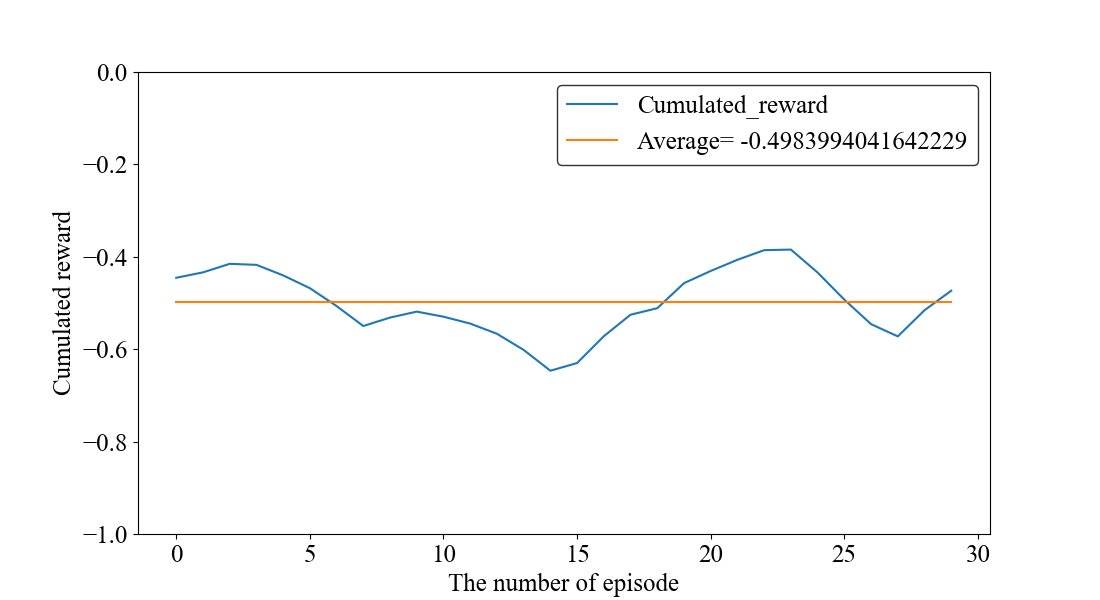 Cumulated_reward
Average= -0.4983994041642229
0.0
−0.2
−0.4
−0.6
−0.8
−1.0
Cumulated reward
0 5 10 15 20 25 30
The number of episode